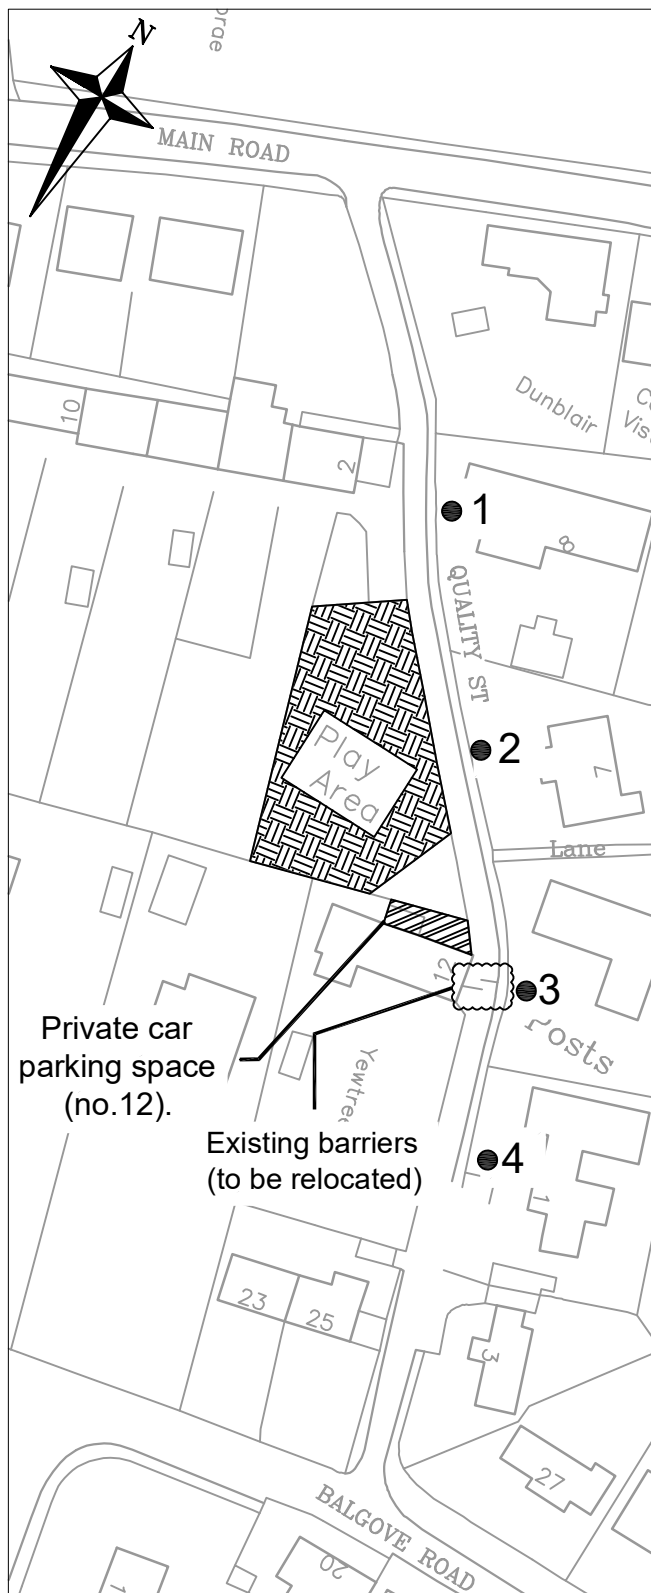 N
MAIN ROAD
Dunblair
10
2
1
8
QUALITY ST
2
7
Play
Area
Lane
12
3
Posts
Private car
parking space
(no.12).
Existing barriers
(to be relocated)
4
1
23
25
3
27
BALGOVE ROAD
20